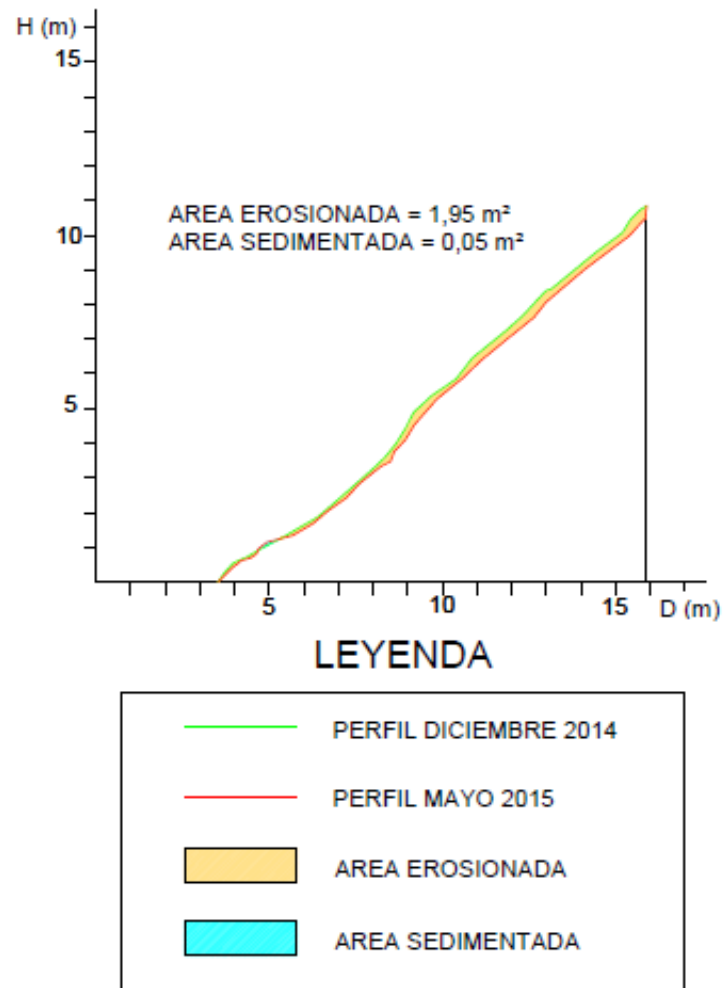 H (m)
15
AREA EROSIONADA = 1,95 m²
AREA SEDIMENTADA = 0,05 m²
10
5
5 10 15 D (m)
LEYENDA
PERFIL DICIEMBRE 2014
PERFIL MAYO 2015
AREA EROSIONADA
AREA SEDIMENTADA